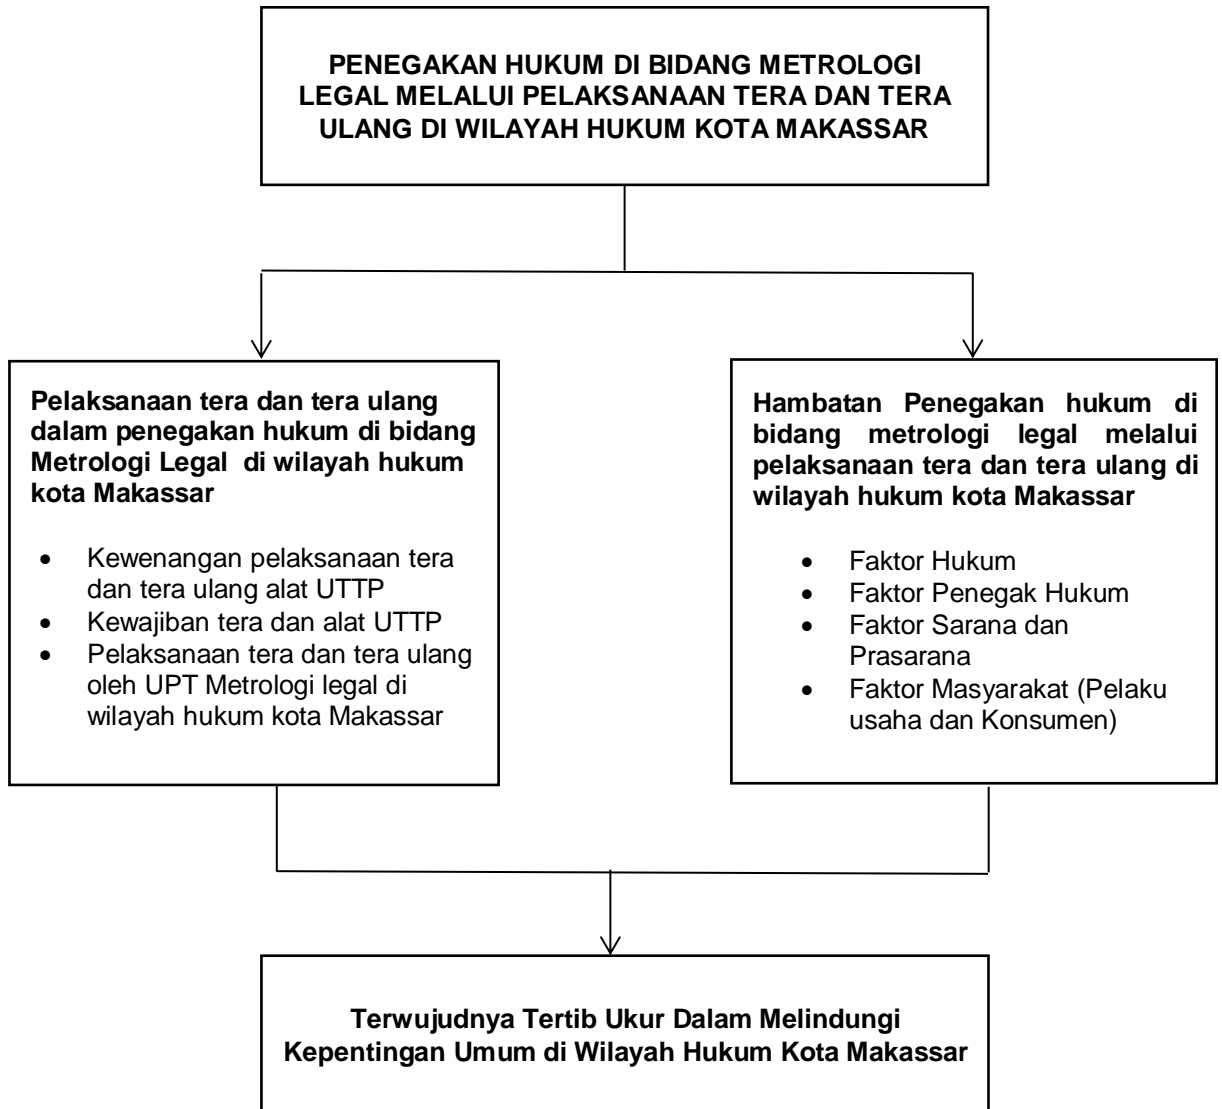 PENEGAKAN HUKUM DI BIDANG METROLOGI
LEGAL MELALUI PELAKSANAAN TERA DAN TERA
ULANG DI WILAYAH HUKUM KOTA MAKASSAR
Pelaksanaan tera dan tera ulang
dalam penegakan hukum di bidang
Metrologi Legal di wilayah hukum
kota Makassar
• Kewenangan pelaksanaan tera
dan tera ulang alat UTTP
• Kewajiban tera dan alat UTTP
• Pelaksanaan tera dan tera ulang
oleh UPT Metrologi legal di
wilayah hukum kota Makassar
Hambatan Penegakan hukum di
bidang metrologi legal melalui
pelaksanaan tera dan tera ulang di
wilayah hukum kota Makassar
• Faktor Hukum
• Faktor Penegak Hukum
• Faktor Sarana dan
Prasarana
• Faktor Masyarakat (Pelaku
usaha dan Konsumen)
Terwujudnya Tertib Ukur Dalam Melindungi
Kepentingan Umum di Wilayah Hukum Kota Makassar